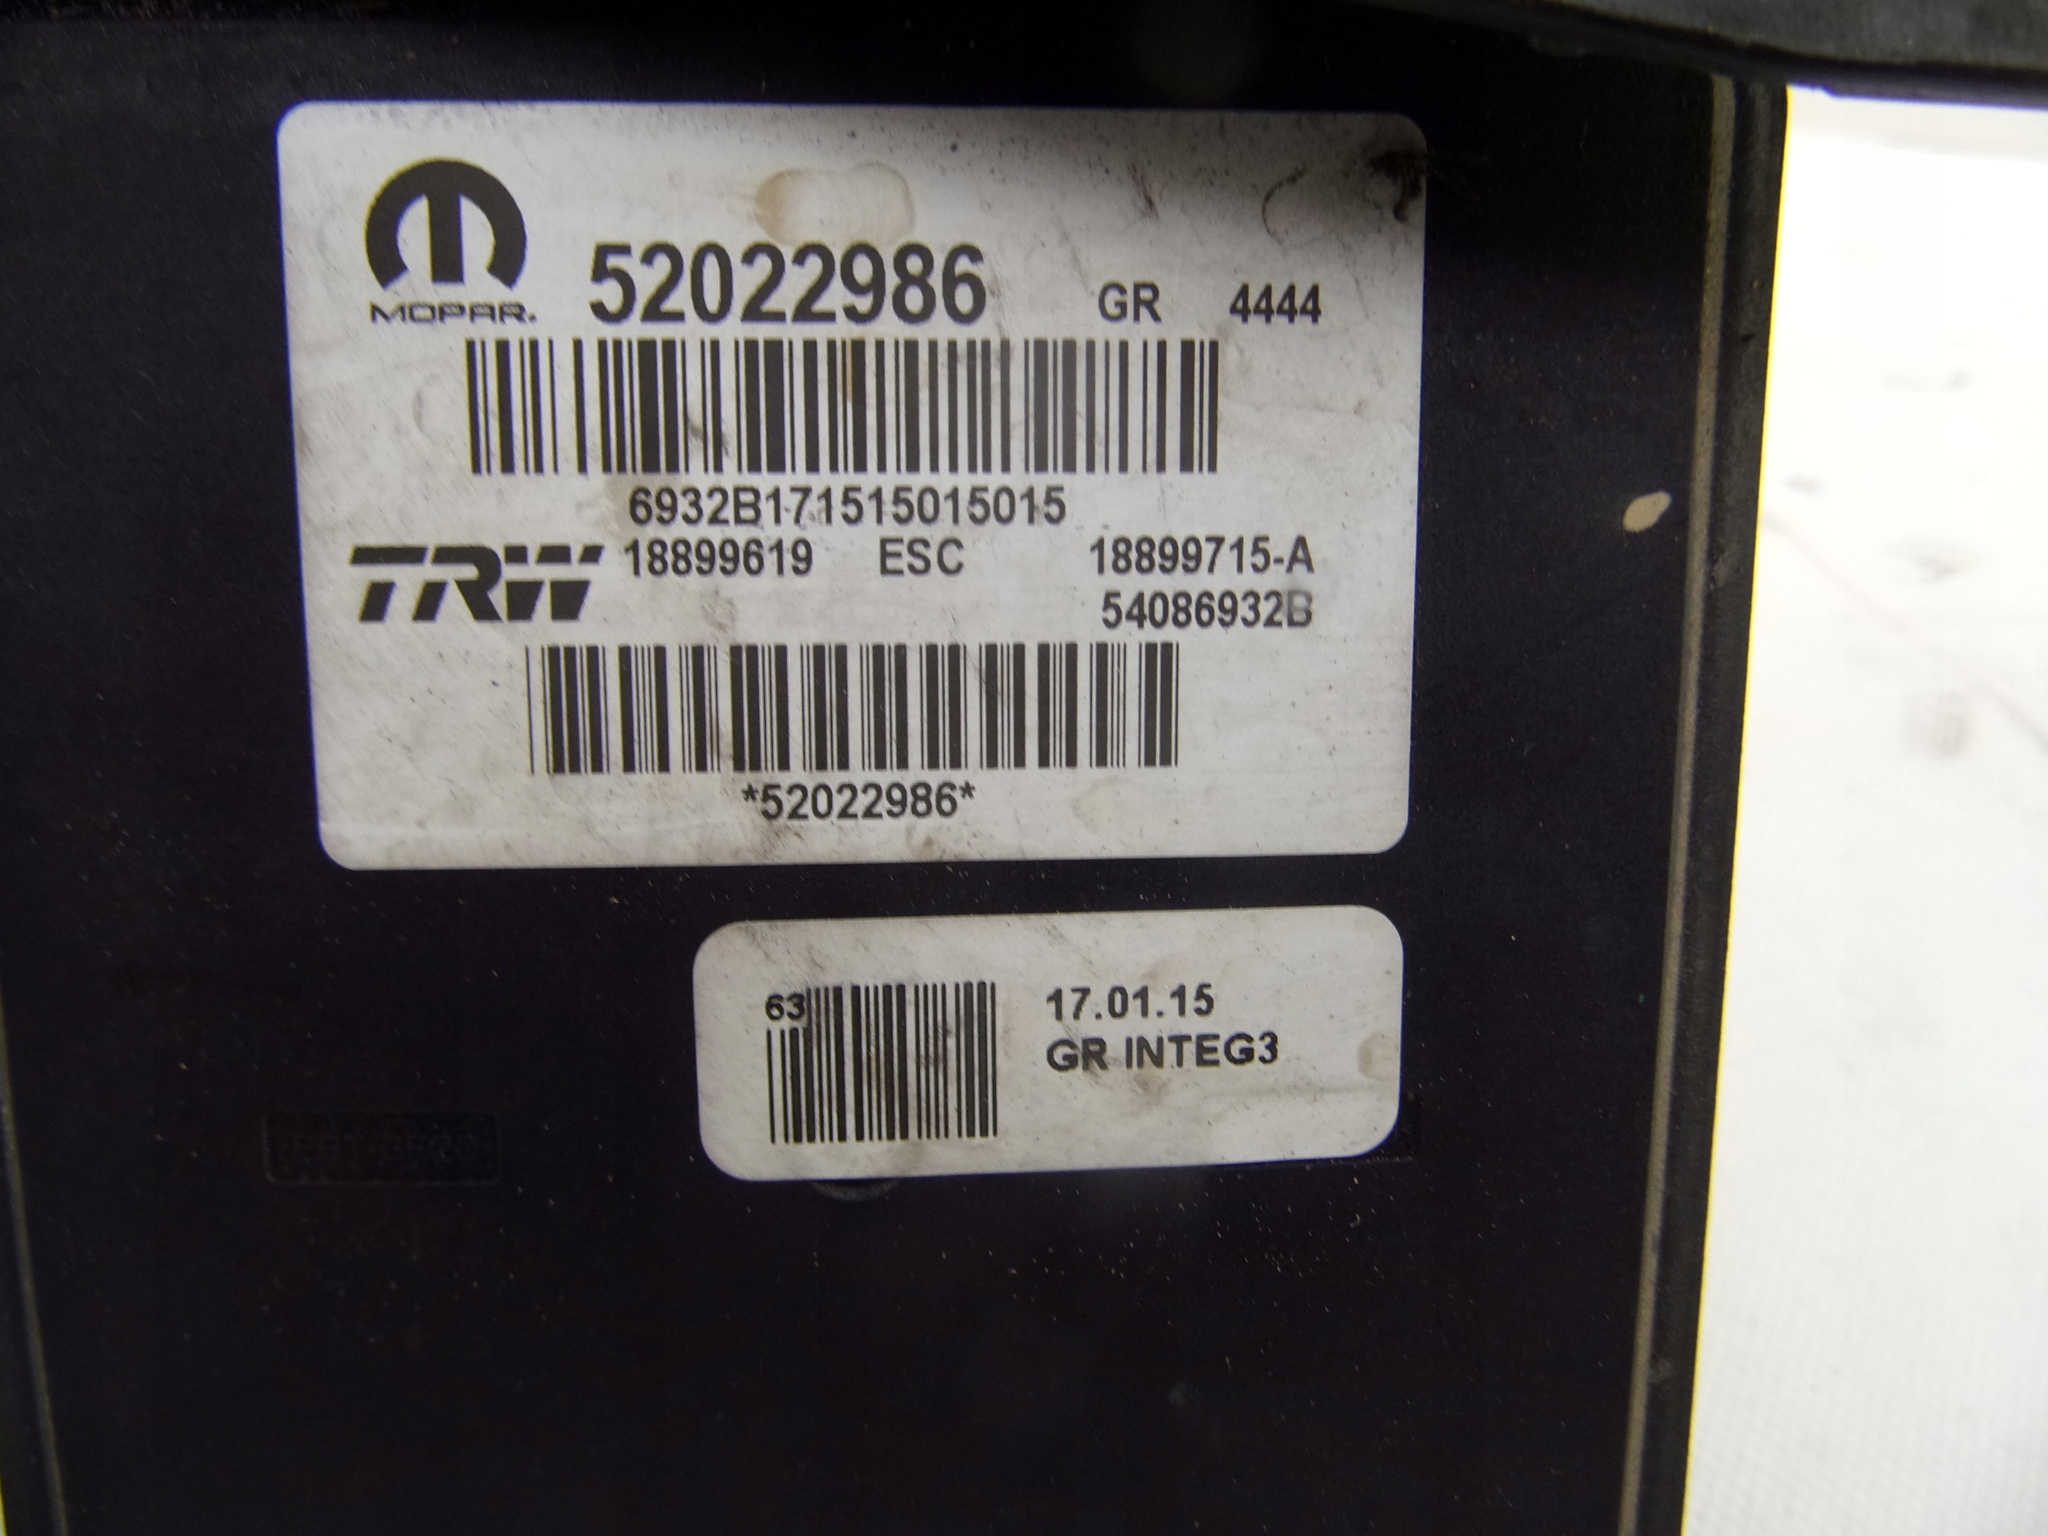 MOPAR. 52022986 GR 4444
6932B171515015015
TRW 18899619 ESC 18899715-A
54086932B
*52022986*
63 17.01.15
GR INTEG3